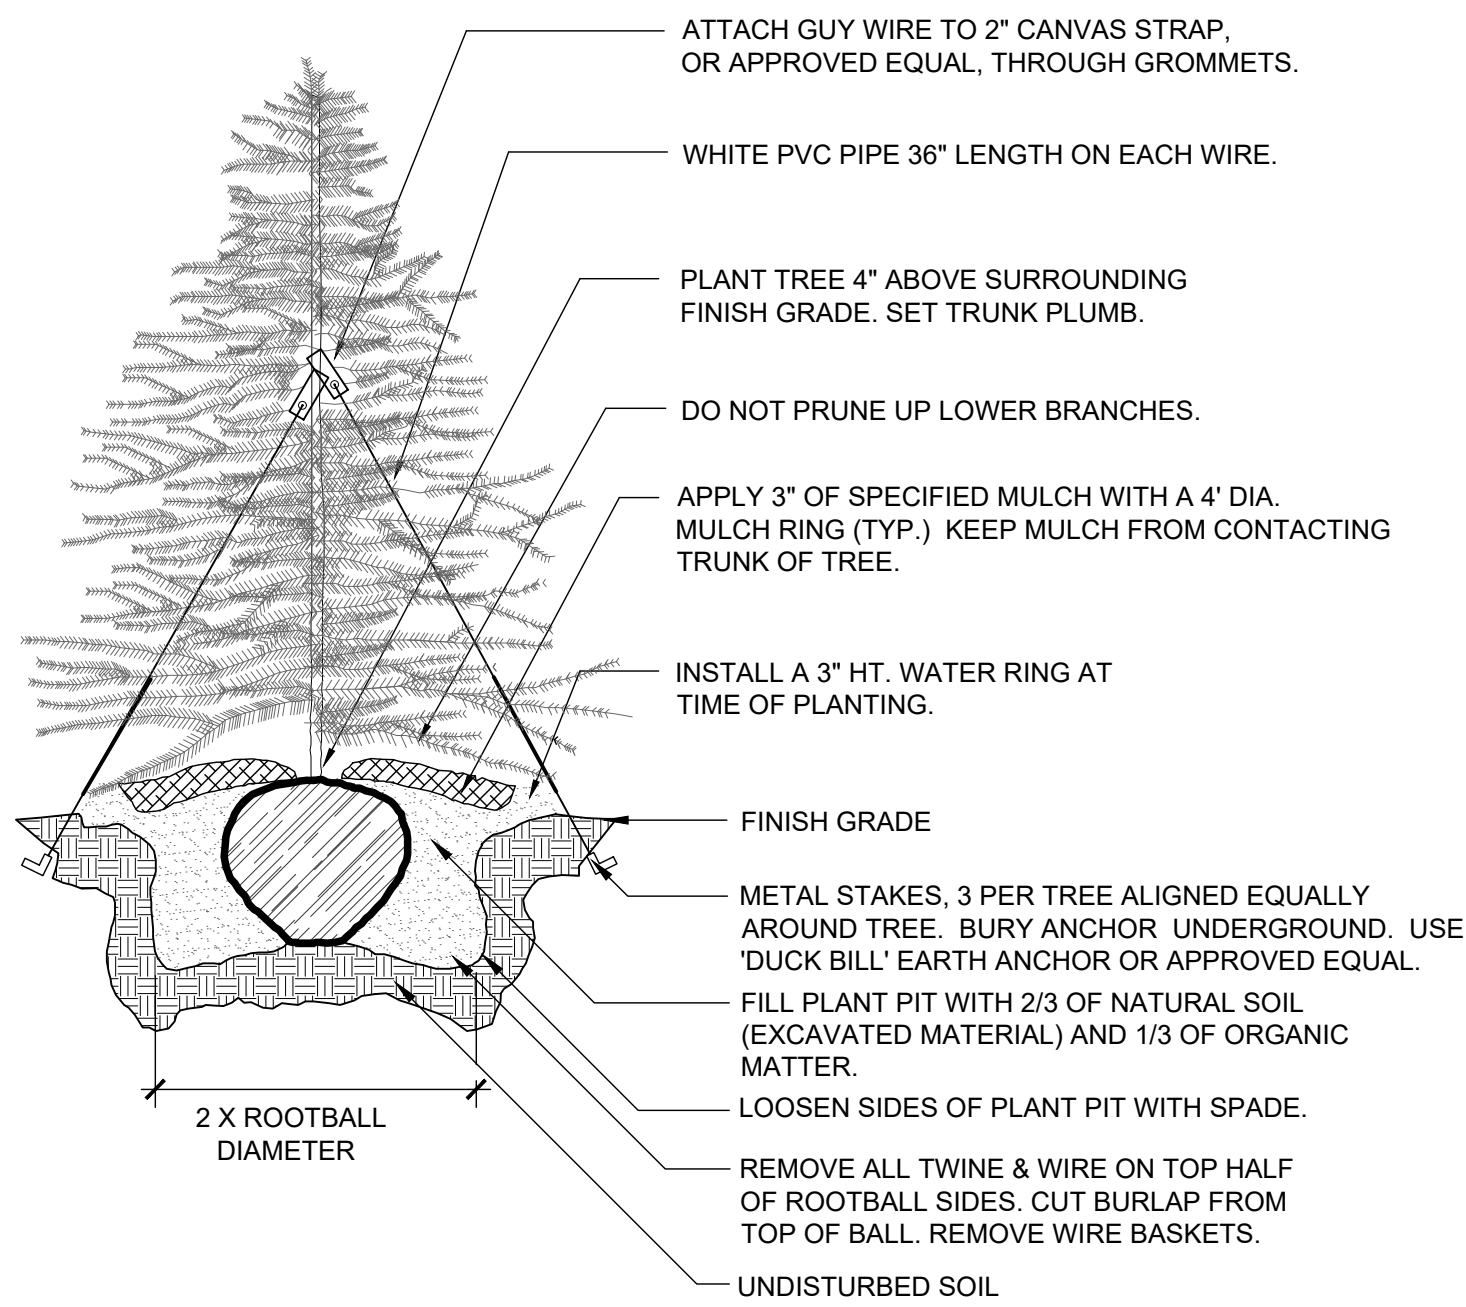 ATTACH GUY WIRE TO 2" CANVAS STRAP,
OR APPROVED EQUAL, THROUGH GROMMETS.
WHITE PVC PIPE 36" LENGTH ON EACH WIRE.
PLANT TREE 4" ABOVE SURROUNDING
FINISH GRADE. SET TRUNK PLUMB.
DO NOT PRUNE UP LOWER BRANCHES.
APPLY 3" OF SPECIFIED MULCH WITH A 4' DIA.
MULCH RING (TYP.) KEEP MULCH FROM CONTACTING
TRUNK OF TREE.
INSTALL A 3" HT. WATER RING AT
TIME OF PLANTING.
FINISH GRADE
METAL STAKES, 3 PER TREE ALIGNED EQUALLY
AROUND TREE. BURY ANCHOR UNDERGROUND. USE
'DUCK BILL' EARTH ANCHOR OR APPROVED EQUAL.
FILL PLANT PIT WITH 2/3 OF NATURAL SOIL
(EXCAVATED MATERIAL) AND 1/3 OF ORGANIC
MATTER.
LOOSEN SIDES OF PLANT PIT WITH SPADE.
2 X ROOTBALL
DIAMETER
REMOVE ALL TWINE & WIRE ON TOP HALF
OF ROOTBALL SIDES. CUT BURLAP FROM
TOP OF BALL. REMOVE WIRE BASKETS.
UNDISTURBED SOIL